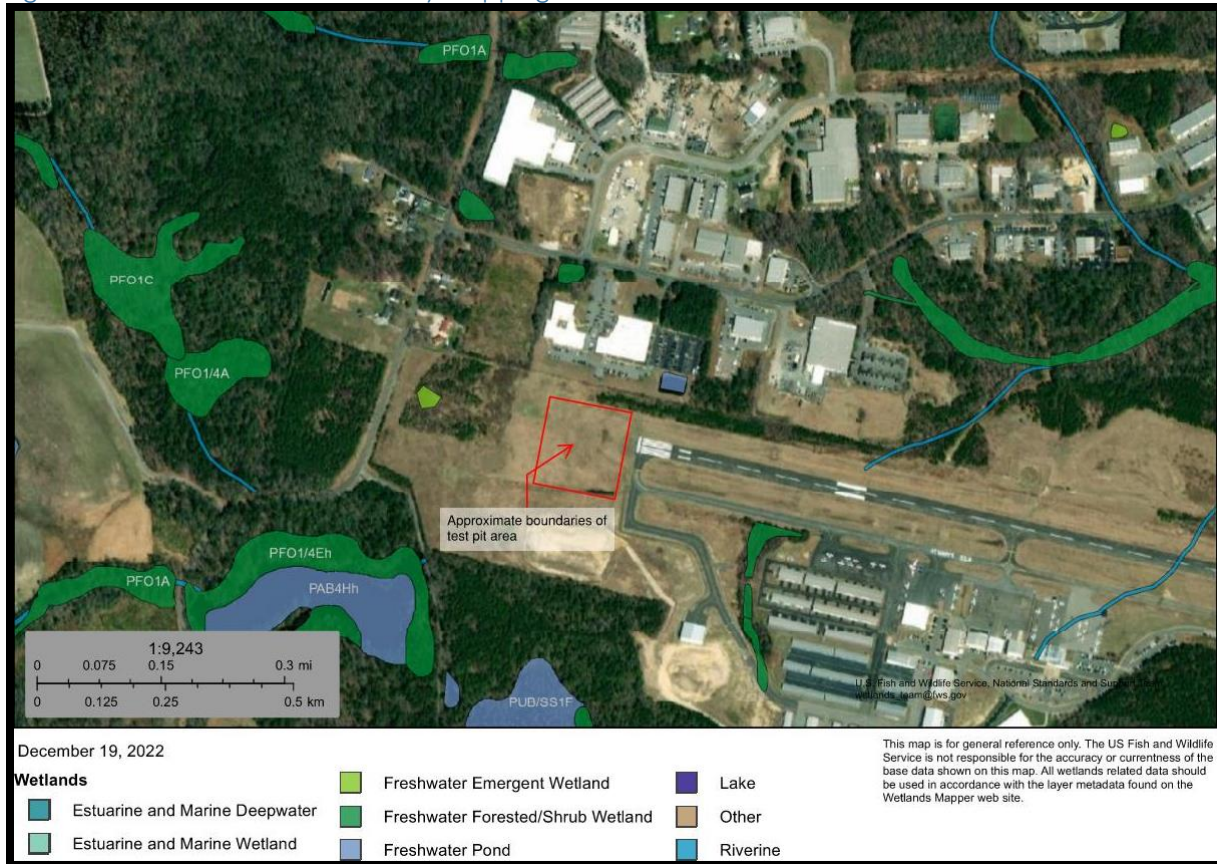 PFO1A
PFO1C
PFO1/4A
Approximate boundaries of
test pit area
PFO1/4Eh
PFO1A
PAB4Hh
PUB/SS1F
1:9,243
0 0.075 0.15 0.3 mi
0 0.125 0.25 0.5 km
U.S. Fish and Wildlife Service, National Standards and Support
wetlands_team@fws.gov
December 19, 2022
Wetlands
Estuarine and Marine Deepwater
Estuarine and Marine Wetland
Freshwater Emergent Wetland
Freshwater Forested/Shrub Wetland
Freshwater Pond
Lake
Other
Riverine
This map is for general reference only. The US Fish and Wildlife
Service is not responsible for the accuracy or currentness of the
base data shown on this map. All wetlands related data should
be used in accordance with the layer metadata found on the
Wetlands Mapper web site.